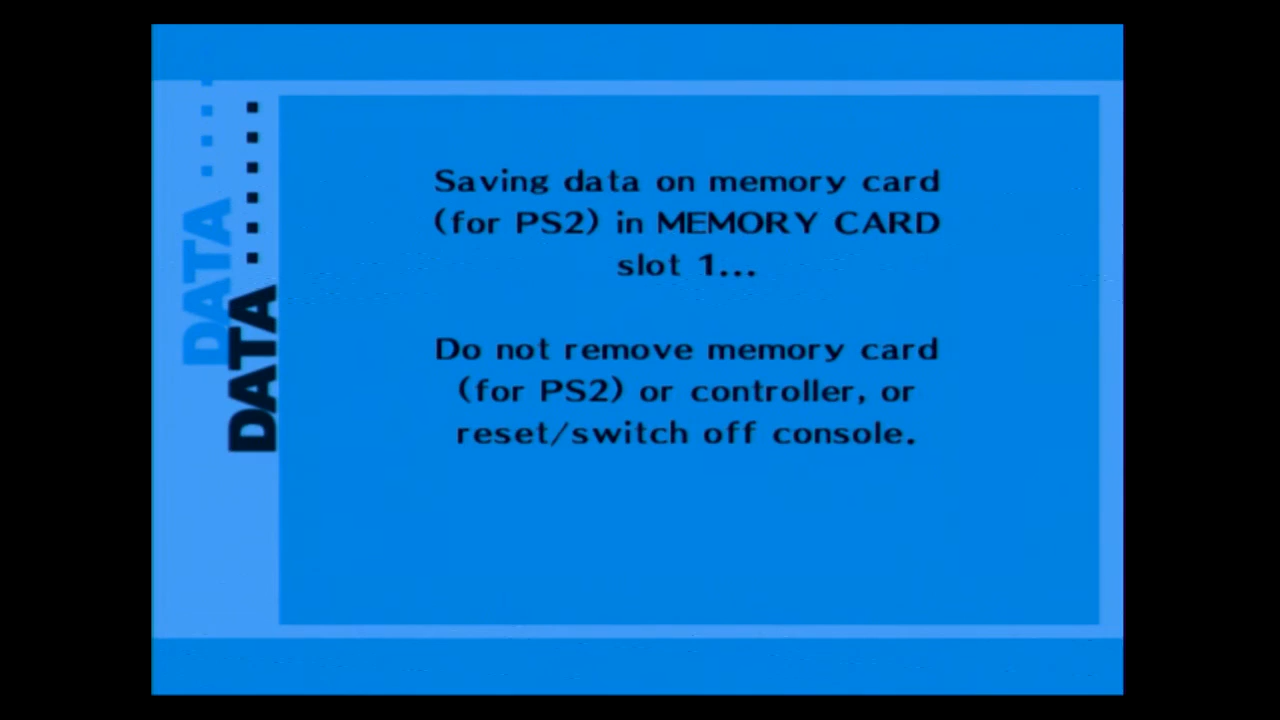 DATA......
DATA....
Saving data on memory card
(for PS2) in MEMORY CARD
slot 1...
Do not remove memory card
(for PS2) or controller, or
reset/switch off console.